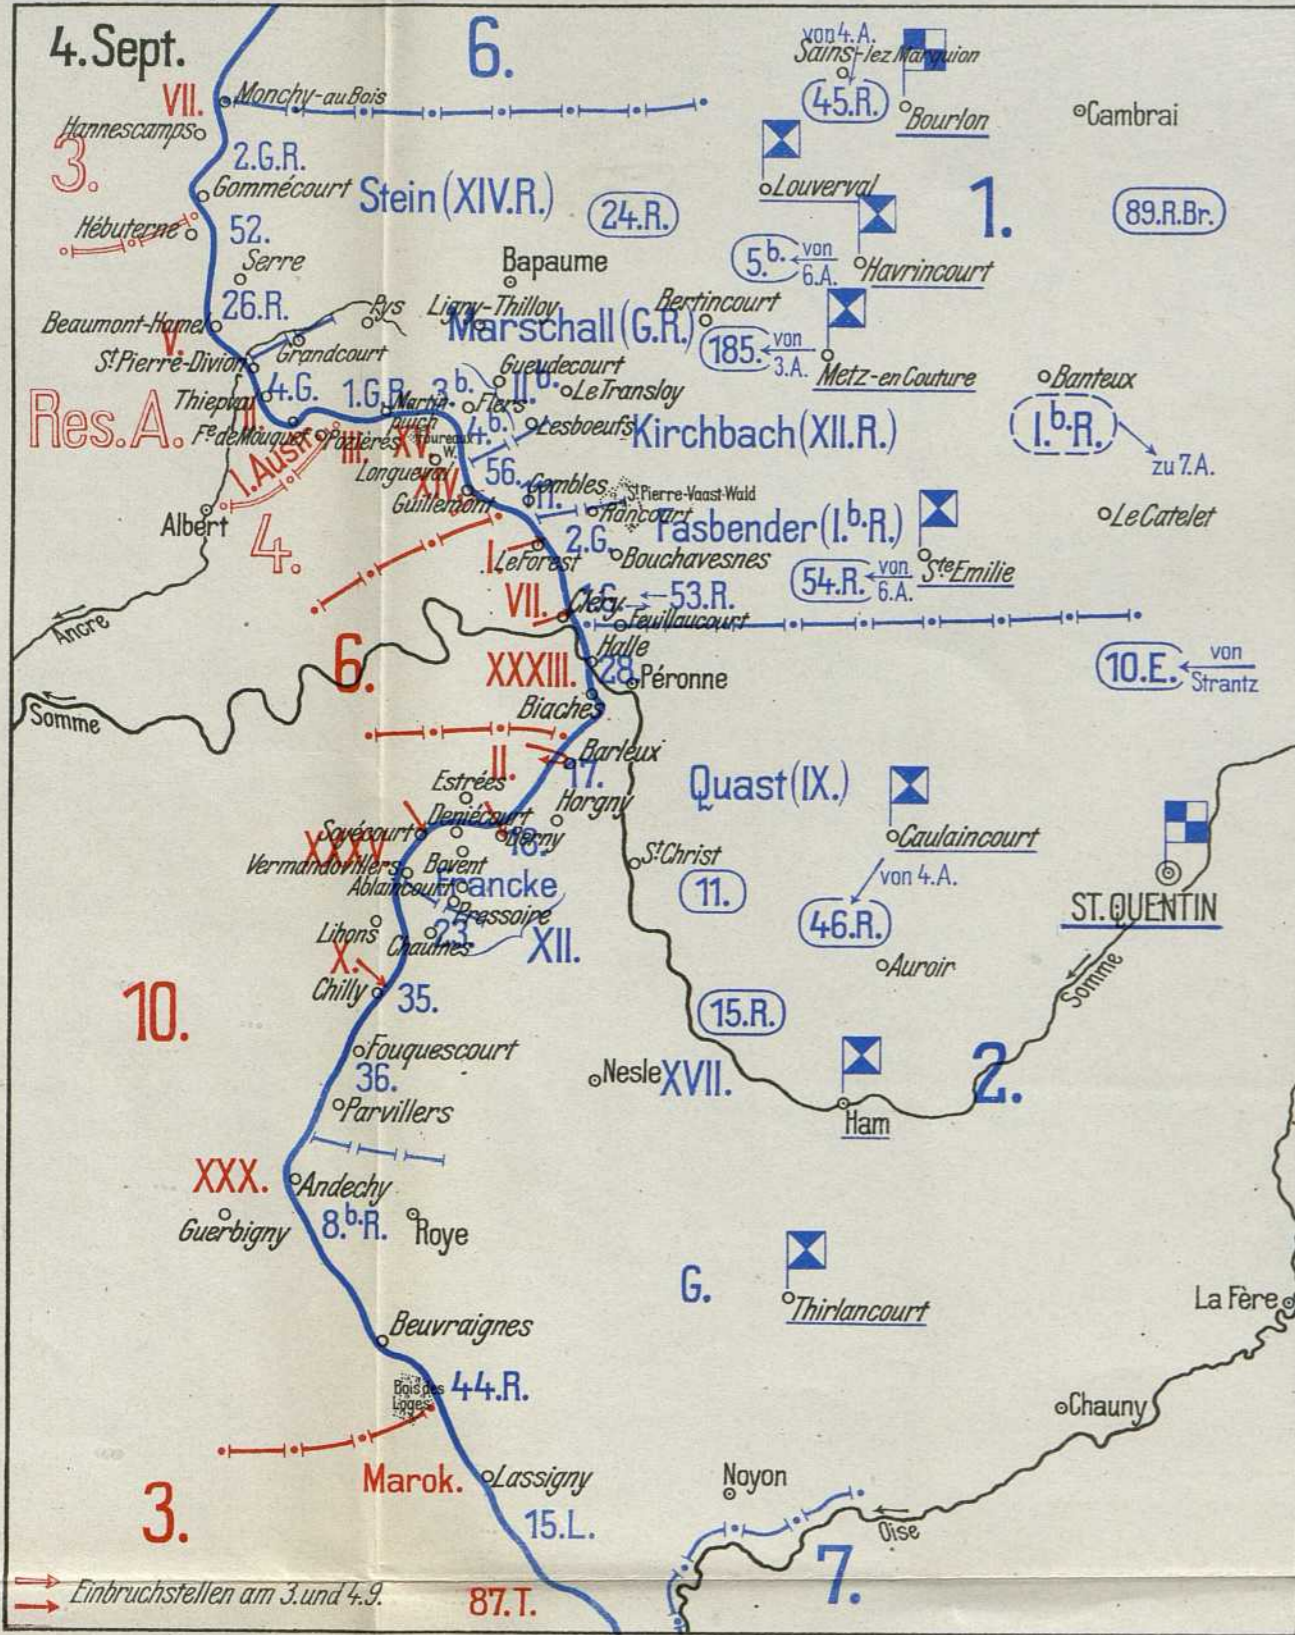 4. Sept.
6.
von 4. A.
Sains-lez Marquion
VII.
Monchy-au Bois
45.R.
Bourlon
Cambrai
Hannescamps
3.
2.G.R.
Gommécourt
Stein (XIV.R.)
24.R.
Louverval
1.
89.R.Br.
Hébuterne
52.
Serre
Bapaume
5.b.
von
6.A.
Havrincourt
26.R.
Pys
Ligny-Thilloy
Bertincourt
Beaumont-Hamel
V.
Grandcourt
Marschall (G.R.)
185.
von
3.A.
Metz-en Couture
St Pierre-Divion
Gueudecourt
Banteux
Thiepval
II.
4.G.
1.G.R.
3.b.
II.b.
Le Transloy
Martin-
puich
Flers
Res. A.
Fe de Mouquet
Pozières
III.
XV.
Foureaux
W.
4.b.
Lesboeufs
Kirchbach (XII.R.)
I.b.R.
zu 7.A.
I. Austr.
Longueval
XIV.
56.
Combles
St Pierre-Vaast-Wald
Guillemont
11.
Rancourt
Albert
4.
Fasbender (I.b.R.)
Le Catelet
I.
Le Forest
2.G.
Bouchavesnes
54.R.
von
6.A.
Ste Emilie
VII.
Cléry
53.R.
Feuillaucourt
Ancre
Halle
6.
XXXIII.
28.
Péronne
10.E.
von
Strantz
Somme
Biaches
II.
Barleux
17.
Estrées
Quast (IX.)
Horgny
Deniécourt
Soyécourt
Berny
18.
Caulaincourt
XXXV.
Vermandovillers
Bovent
St Christ
Ablaincourt
Francke
11.
von 4.A.
Pressoire
46.R.
ST. QUENTIN
Lihons
23.
Chaulnes
XII.
Auroir
X.
Chilly
35.
Somme
10.
15.R.
Fouquescourt
36.
Nesle
XVII.
2.
Parvillers
Ham
XXX.
Andechy
Guerbigny
8.b.R.
Roye
G.
Thirlancourt
La Fère
Beuvraignes
Bois des
Loges
44.R.
Chauny
Marok.
Lassigny
Noyon
3.
15.L.
Oise
7.
Einbruchstellen am 3. und 4.9.
87.T.